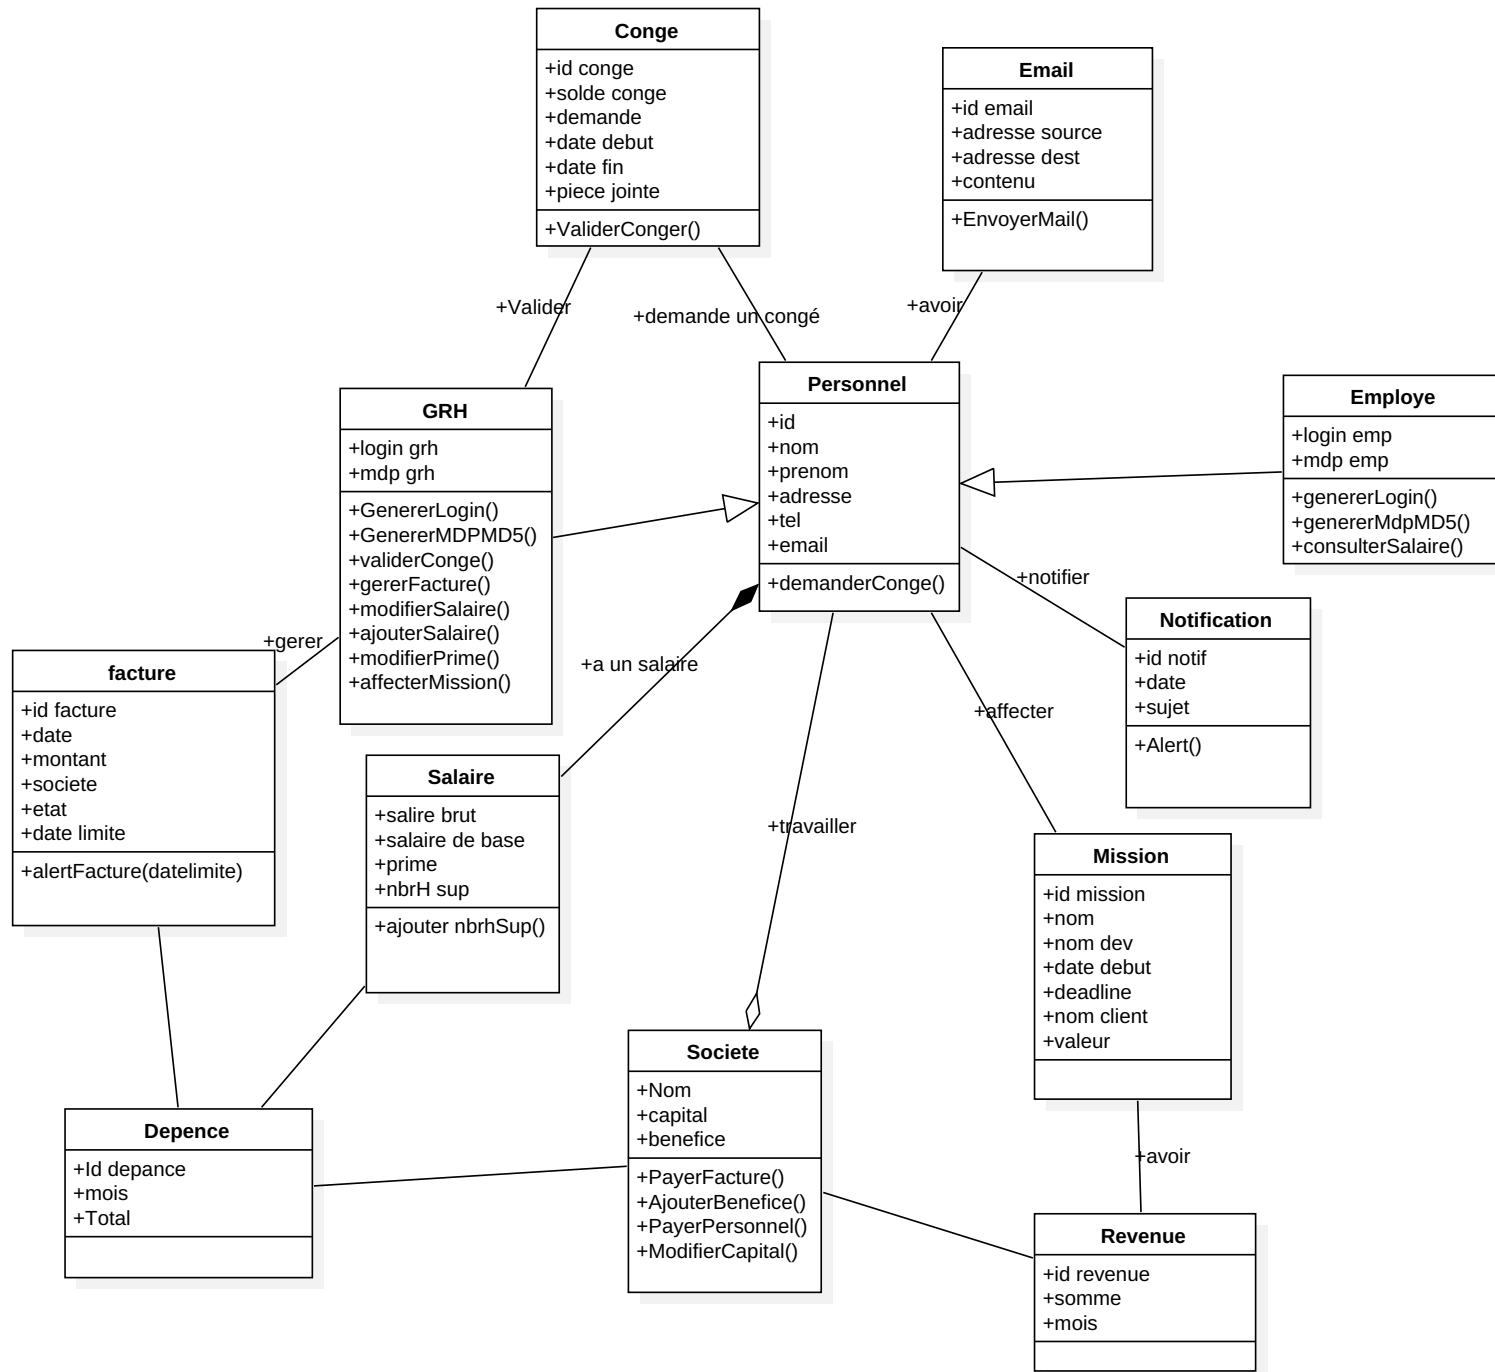 Conge
+id conge
+solde conge
+demande
+date debut
+date fin
+piece jointe
+ValiderConger()
Email
+id email
+adresse source
+adresse dest
+contenu
+EnvoyerMail()
+Valider
+demande un congé
+avoir
GRH
+login grh
+mdp grh
+GenererLogin()
+GenererMDPMD5()
+validerConge()
+gererFacture()
+modifierSalaire()
+ajouterSalaire()
+modifierPrime()
+affecterMission()
Personnel
+id
+nom
+prenom
+adresse
+tel
+email
+demanderConge()
Employe
+login emp
+mdp emp
+genererLogin()
+genererMdpMD5()
+consulterSalaire()
+notifier
+gerer
+a un salaire
+affecter
+travailler
Notification
+id notif
+date
+sujet
+Alert()
facture
+id facture
+date
+montant
+societe
+etat
+date limite
+alertFacture(datelimite)
Salaire
+salire brut
+salaire de base
+prime
+nbrH sup
+ajouter nbrhSup()
Mission
+id mission
+nom
+nom dev
+date debut
+deadline
+nom client
+valeur
Societe
+Nom
+capital
+benefice
+PayerFacture()
+AjouterBenefice()
+PayerPersonnel()
+ModifierCapital()
Depence
+Id depance
+mois
+Total
+avoir
Revenue
+id revenue
+somme
+mois